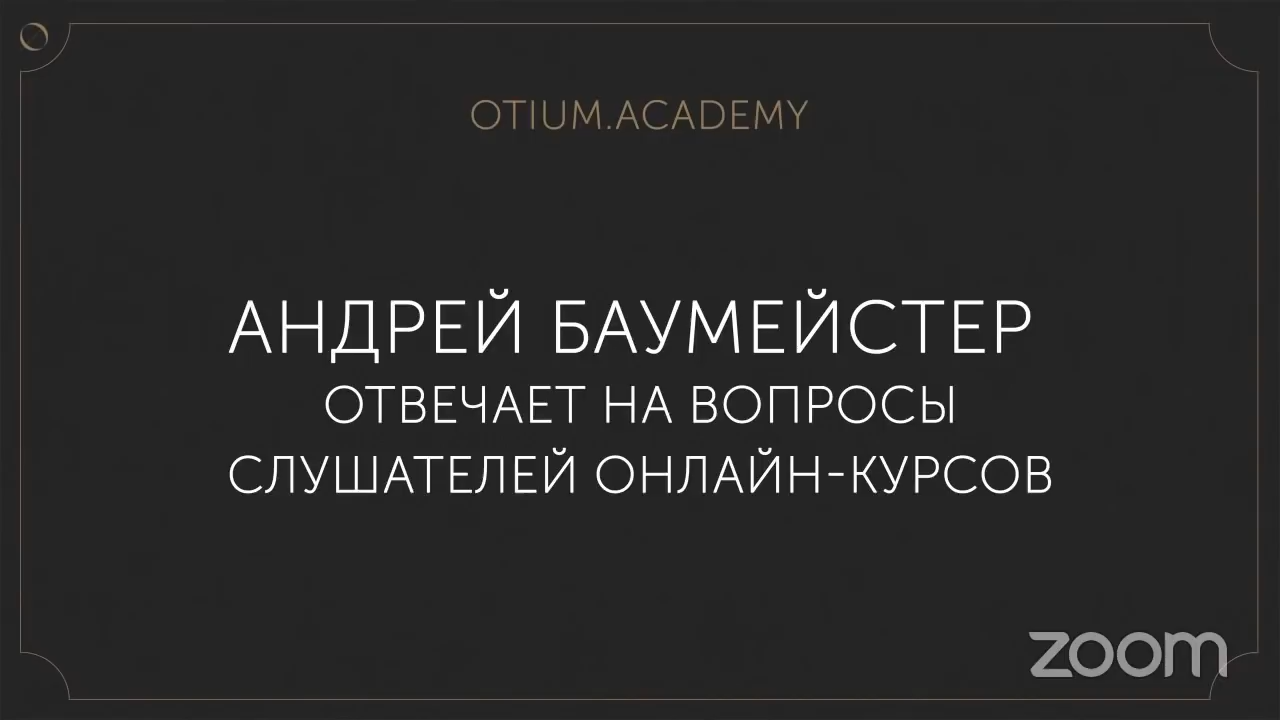 OTIUM.ACADEMY
АНДРЕЙ БАУМЕЙСТЕР
ОТВЕЧАЕТ НА ВОПРОСЫ
СЛУШАТЕЛЕЙ ОНЛАЙН-КУРСОВ
zoom